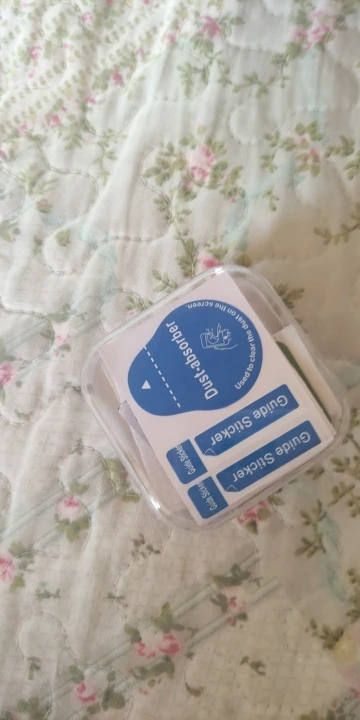 Used to clear the dust on the screen.
Dust-absorber
Guide Sticker
Guide Sticker
Guide Sticker
Guide Sticker